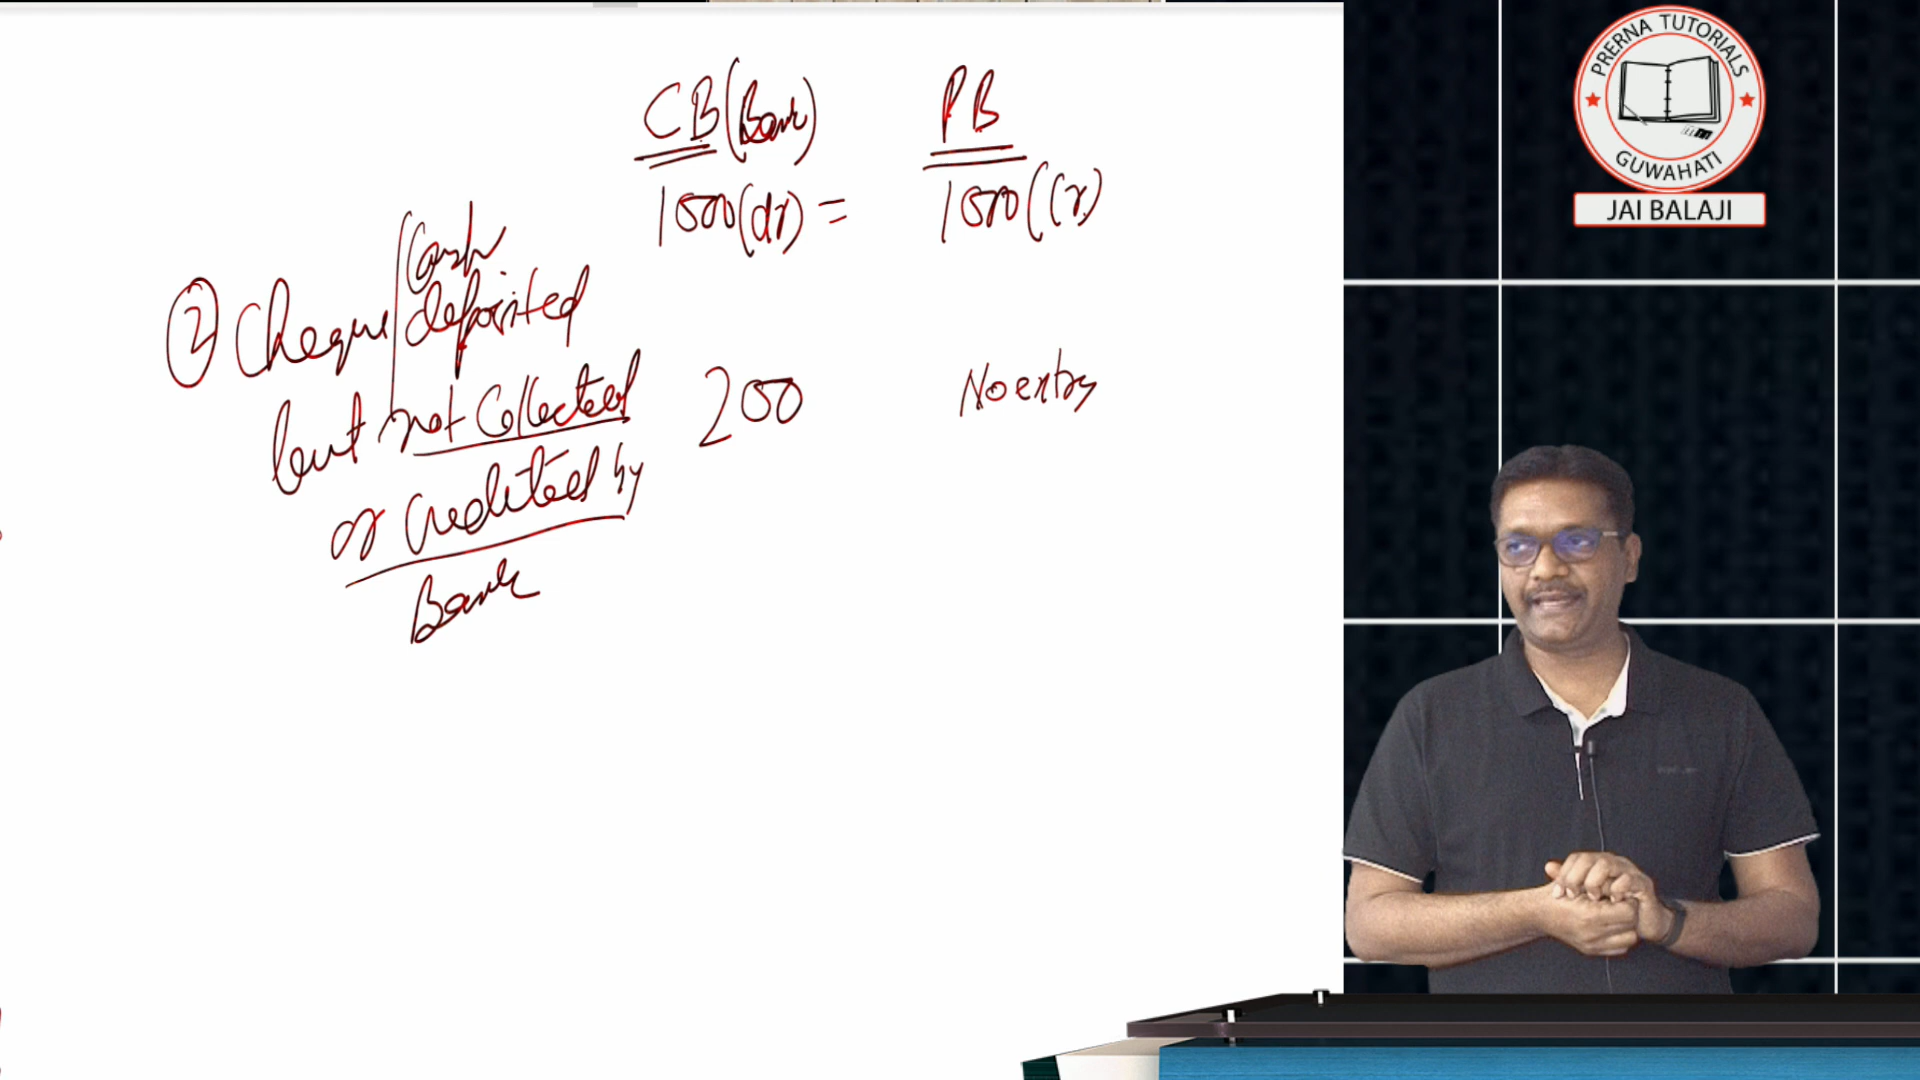 CB (Bank) PB
1500 (dr) = 1500 (Cr)
② Cheque / Cash deposited
but not Collected 200 No entry
or Credited by
Bank
PRERNA TUTORIALS
GUWAHATI
JAI BALAJI